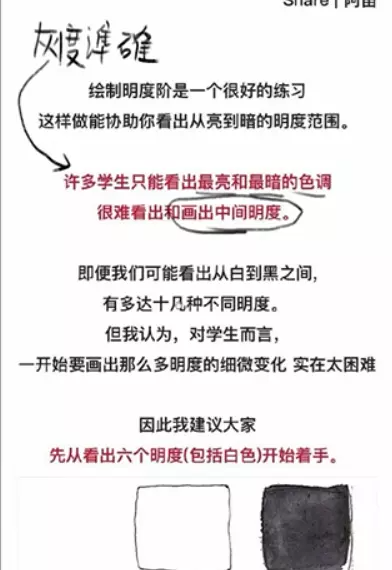 Share | 阿苗
灰度準確
绘制明度阶是一个很好的练习
这样做能协助你看出从亮到暗的明度范围。
许多学生只能看出最亮和最暗的色调
很难看出和画出中间明度。
即便我们可能看出从白到黑之间,
有多达十几种不同明度。
但我认为，对学生而言，
一开始要画出那么多明度的细微变化 实在太困难
因此我建议大家
先从看出六个明度(包括白色)开始着手。